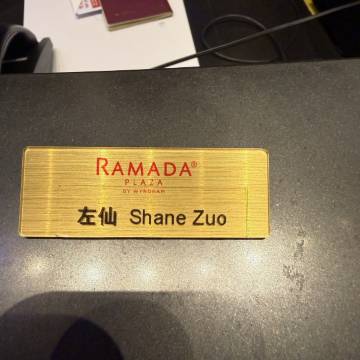 RAMADA®
PLAZA
BY WYNDHAM
左仙 Shane Zuo